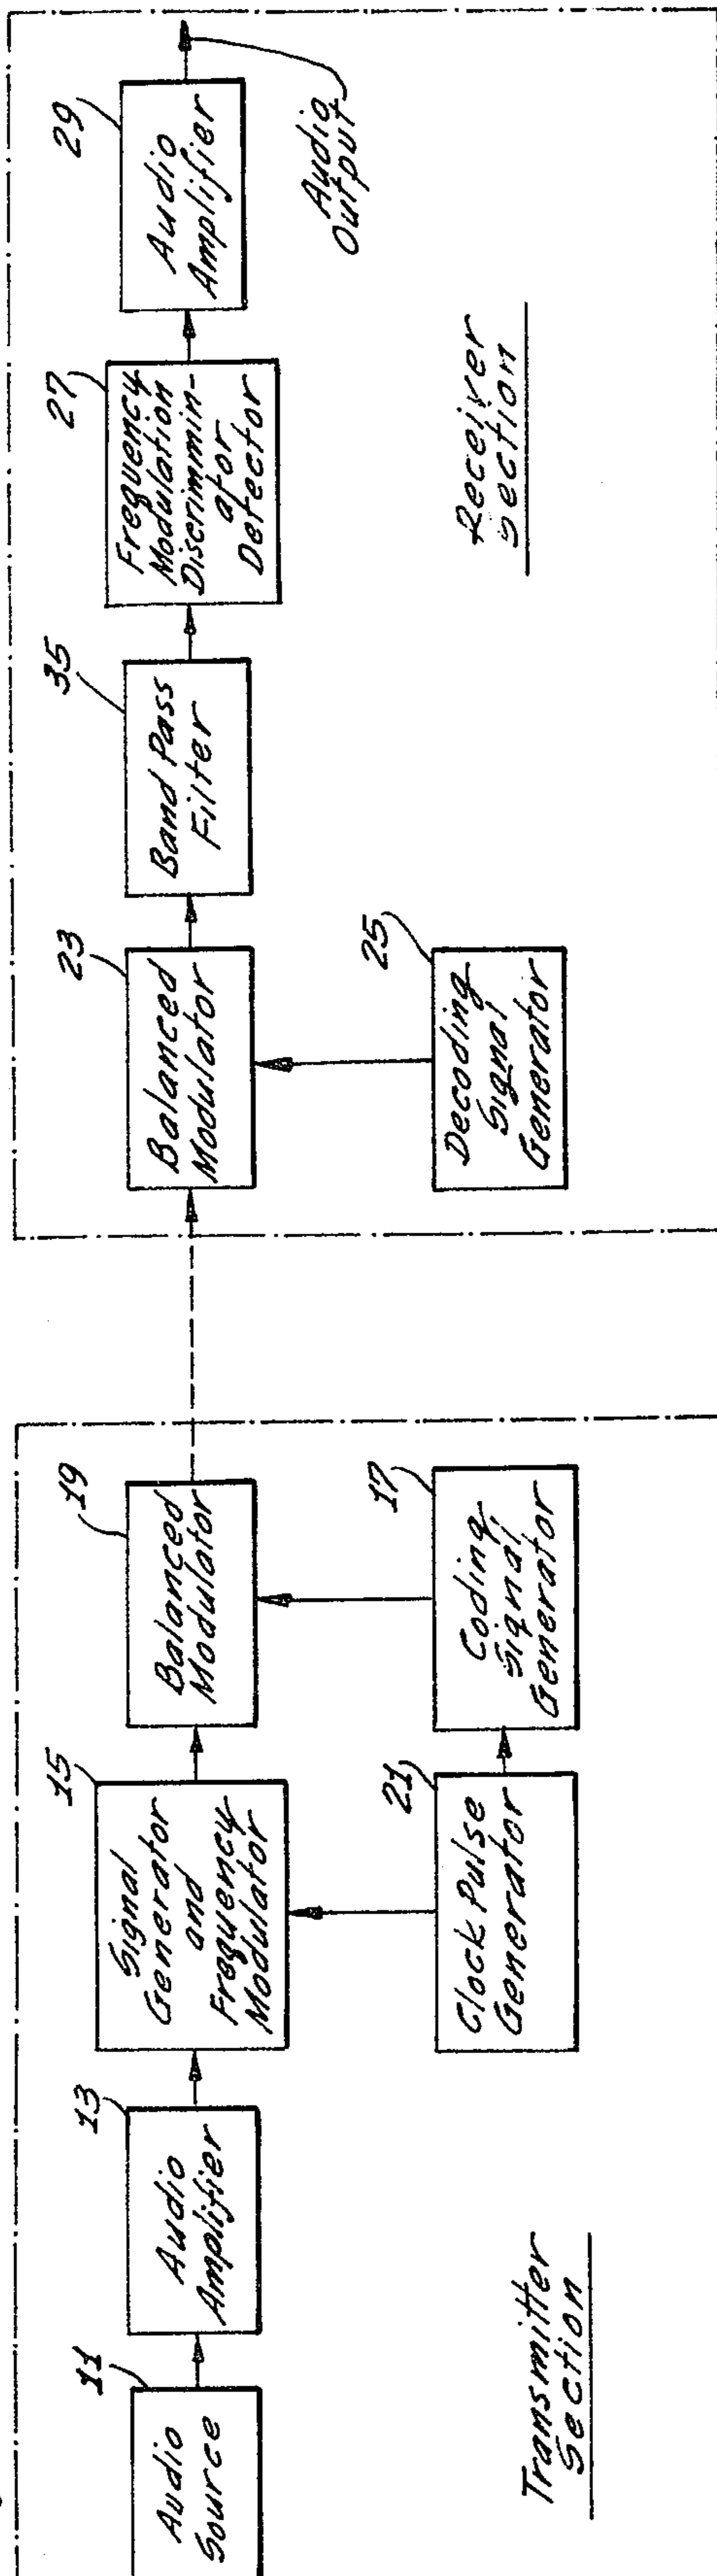 11
Audio
Source
13
Audio
Amplifier
15
Signal
Generator
and
Frequency
Modulator
19
Balanced
Modulator
21
Clock Pulse
Generator
17
Coding
Signal
Generator
Transmitter
Section
23
Balanced
Modulator
35
Band Pass
Filter
27
Frequency
Modulation
Discrimmin-
ator
Detector
29
Audio
Amplifier
Audio
Output
25
Decoding
Signal
Generator
Receiver
Section